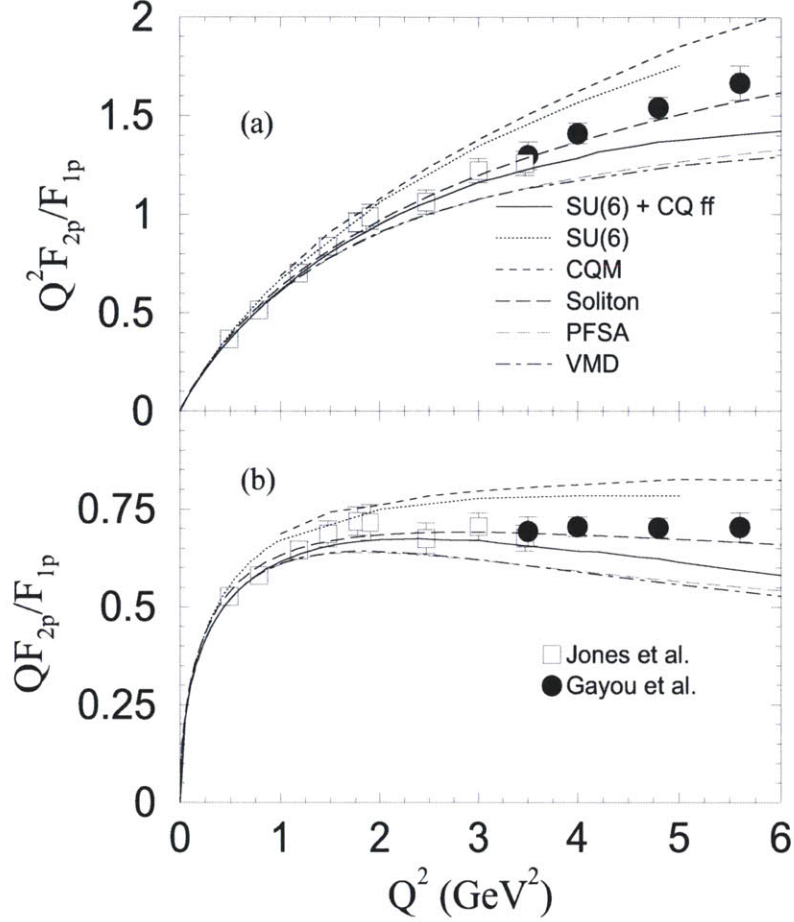 2
1.5
1
0.5
0
Q²F₂ₚ/F₁ₚ
(a)
SU(6) + CQ ff
SU(6)
CQM
Soliton
PFSA
VMD
0.75
0.5
0.25
0
QF₂ₚ/F₁ₚ
(b)
Jones et al.
Gayou et al.
0 1 2 3 4 5 6
Q² (GeV²)